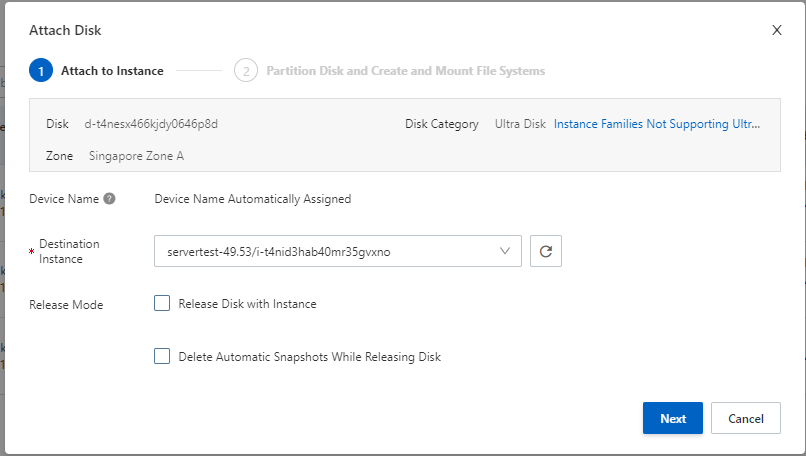 Attach Disk
1 Attach to Instance
2 Partition Disk and Create and Mount File Systems
Disk d-t4nesx466kjdy0646p8d Disk Category Ultra Disk Instance Families Not Supporting Ultr...
Zone Singapore Zone A
Device Name ? Device Name Automatically Assigned
* Destination
Instance
servertest-49.53/i-t4nid3hab40mr35gvxno
Release Mode Release Disk with Instance
Delete Automatic Snapshots While Releasing Disk
Next Cancel